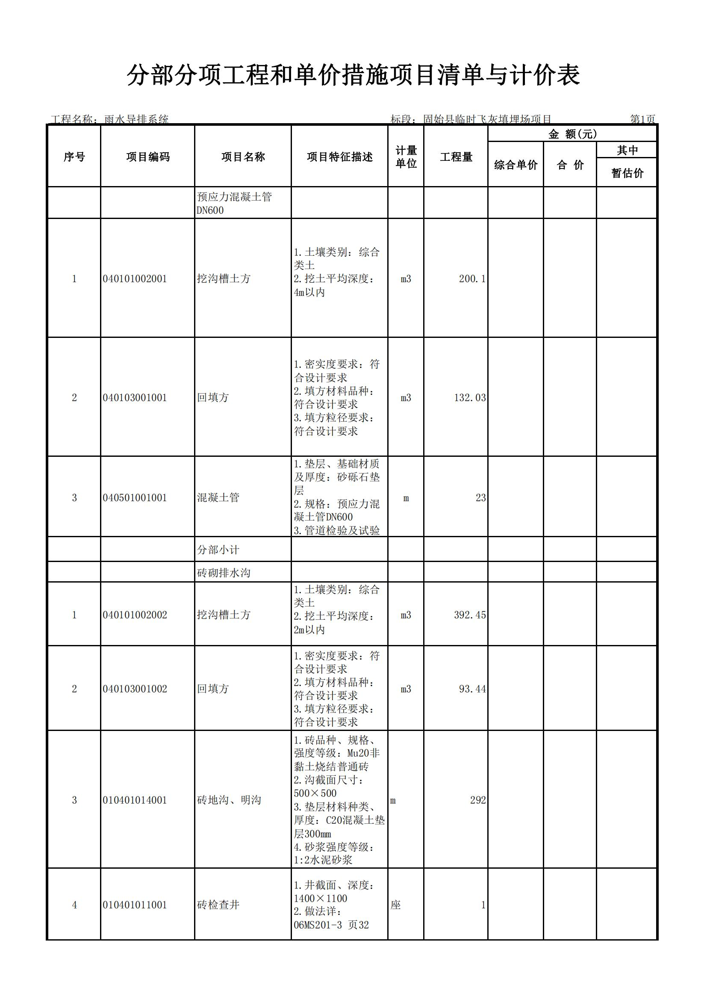 分部分项工程和单价措施项目清单与计价表
工程名称：雨水导排系统 标段：固始县临时飞灰填埋场项目 第1页
序号 项目编码 项目名称 项目特征描述 计量单位 工程量 金 额(元)
综合单价 合 价 其中
暂估价
预应力混凝土管
DN600
1 040101002001 挖沟槽土方 1.土壤类别：综合
类土
2.挖土平均深度：
4m以内
m3 200.1
2 040103001001 回填方 1.密实度要求：符
合设计要求
2.填方材料品种：
符合设计要求
3.填方粒径要求：
符合设计要求
m3 132.03
3 040501001001 混凝土管 1.垫层、基础材质
及厚度：砂砾石垫
层
2.规格：预应力混
凝土管DN600
3.管道检验及试验
m 23
分部小计
砖砌排水沟
1 040101002002 挖沟槽土方 1.土壤类别：综合
类土
2.挖土平均深度：
2m以内
m3 392.45
2 040103001002 回填方 1.密实度要求：符
合设计要求
2.填方材料品种：
符合设计要求
3.填方粒径要求：
符合设计要求
m3 93.44
3 010401014001 砖地沟、明沟 1.砖品种、规格、
强度等级：Mu20非
黏土烧结普通砖
2.沟截面尺寸：
500×500
3.垫层材料种类、
厚度：C20混凝土垫
层300mm
4.砂浆强度等级：
1:2水泥砂浆
m 292
4 010401011001 砖检查井 1.井截面、深度：
1400×1100
2.做法详：
06MS201-3 页32
座 1